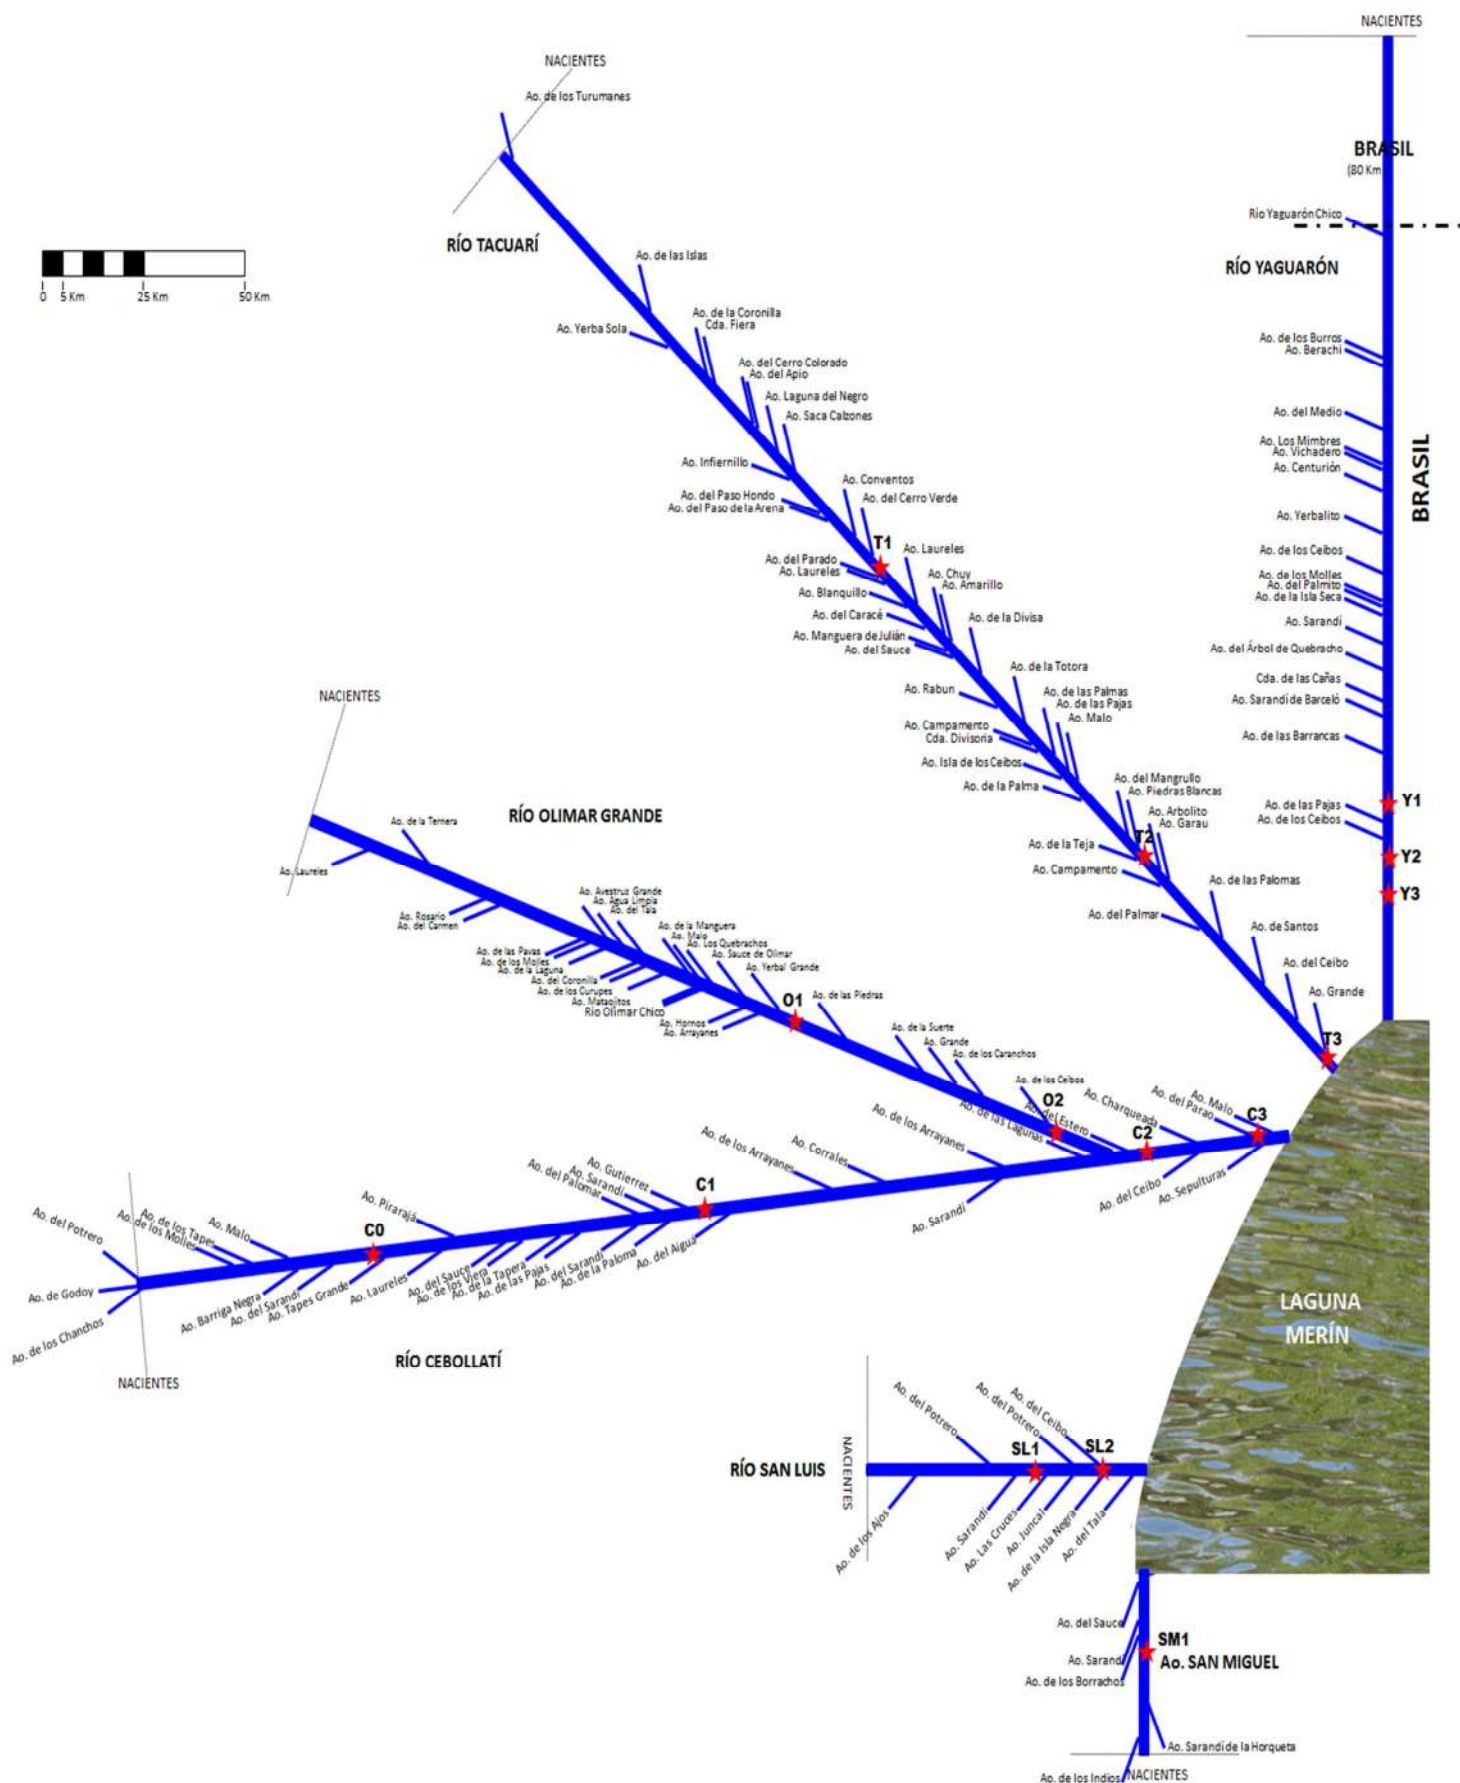 NACIENTES
NACIENTES
Ao. de los Turumanes
BRASIL
(80 Km
Río Yaguarón Chico
RÍO TACUARÍ
RÍO YAGUARÓN
0 5 Km 25 Km 50 Km
Ao. de las Islas
Ao. Yerba Sola
Ao. de la Coronilla
Cda. Fiera
Ao. del Cerro Colorado
Ao. del Apio
Ao. Laguna del Negro
Ao. Saca Calzones
Ao. Infiernillo
Ao. Conventos
Ao. del Paso Hondo
Ao. del Cerro Verde
Ao. del Paso de la Arena
T1
Ao. Laureles
Ao. del Parado
Ao. Laureles
Ao. Chuy
Ao. Amarillo
Ao. Blanquillo
Ao. del Caracé
Ao. de la Divisa
Ao. Manguera de Julián
Ao. del Sauce
Ao. de la Totora
Ao. Rabun
Ao. de las Palmas
Ao. de las Pajas
Ao. Malo
Ao. Campamento
Cda. Divisoria
Ao. Isla de los Ceibos
Ao. de la Palma
Ao. del Mangrullo
Ao. Piedras Blancas
Ao. Arbolito
Ao. Garau
T2
Ao. de la Teja
Ao. Campamento
Ao. de las Palomas
Ao. del Palmar
Ao. de Santos
Ao. del Ceibo
Ao. Grande
T3
Ao. de los Burros
Ao. Berachi
Ao. del Medio
Ao. Los Mimbres
Ao. Vichadero
Ao. Centurión
BRASIL
Ao. Yerbalito
Ao. de los Ceibos
Ao. de los Molles
Ao. del Palmito
Ao. de la Isla Seca
Ao. Sarandí
Ao. del Árbol de Quebracho
Cda. de las Cañas
Ao. Sarandí de Barceló
Ao. de las Barrancas
Y1
Ao. de las Pajas
Ao. de los Ceibos
Y2
Y3
NACIENTES
RÍO OLIMAR GRANDE
Ao. de la Ternera
Ao. Laureles
Ao. Rosario
Ao. del Carmen
Ao. Avestrus Grande
Ao. Agua Limpia
Ao. del Tala
Ao. de la Manguera
Ao. Malo
Ao. Los Quebrachos
Ao. Sauce de Olimar
Ao. Yerbal Grande
Ao. de las Pavas
Ao. de los Molles
Ao. de la Laguna
Ao. del Coronilla
Ao. de los Curupes
Ao. Mataojitos
Río Olimar Chico
Ao. Hornos
Ao. Arrayanes
O1
Ao. de las Piedras
Ao. de la Suerte
Ao. Grande
Ao. de los Caranchos
Ao. de los Ceibos
O2
Ao. del Estero
Ao. de las Lagunas
Ao. Charqueada
Ao. del Parao
Ao. Malo
C3
C2
Ao. de los Arrayanes
Ao. Corrales
Ao. de los Arrayanes
Ao. Gutierrez
Ao. Sarandí
Ao. del Palomar
C1
Ao. Pirarajá
C0
Ao. Malo
Ao. de los Tapes
Ao. de los Molles
Ao. del Potrero
Ao. de Godoy
Ao. de los Chanchos
NACIENTES
Ao. Barriga Negra
Ao. del Sarandí
Ao. Tapes Grande
Ao. Laureles
Ao. del Sauce
Ao. de los Viera
Ao. de la Tapera
Ao. de las Pajas
Ao. del Sarandí
Ao. de la Paloma
Ao. del Aigua
Ao. Sarandí
Ao. del Ceibo
Ao. Sepulturas
RÍO CEBOLLATÍ
LAGUNA
MERÍN
RÍO SAN LUIS
NACIENTES
Ao. del Potrero
Ao. del Potrero
Ao. del Ceibo
SL1
SL2
Ao. de los Ajos
Ao. Sarandí
Ao. Las Cruces
Ao. Juncal
Ao. de la Isla Negra
Ao. del Tala
Ao. del Sauce
SM1
Ao. SAN MIGUEL
Ao. Sarandí
Ao. de los Borrachos
Ao. Sarandí de la Horqueta
Ao. de los Indios
NACIENTES